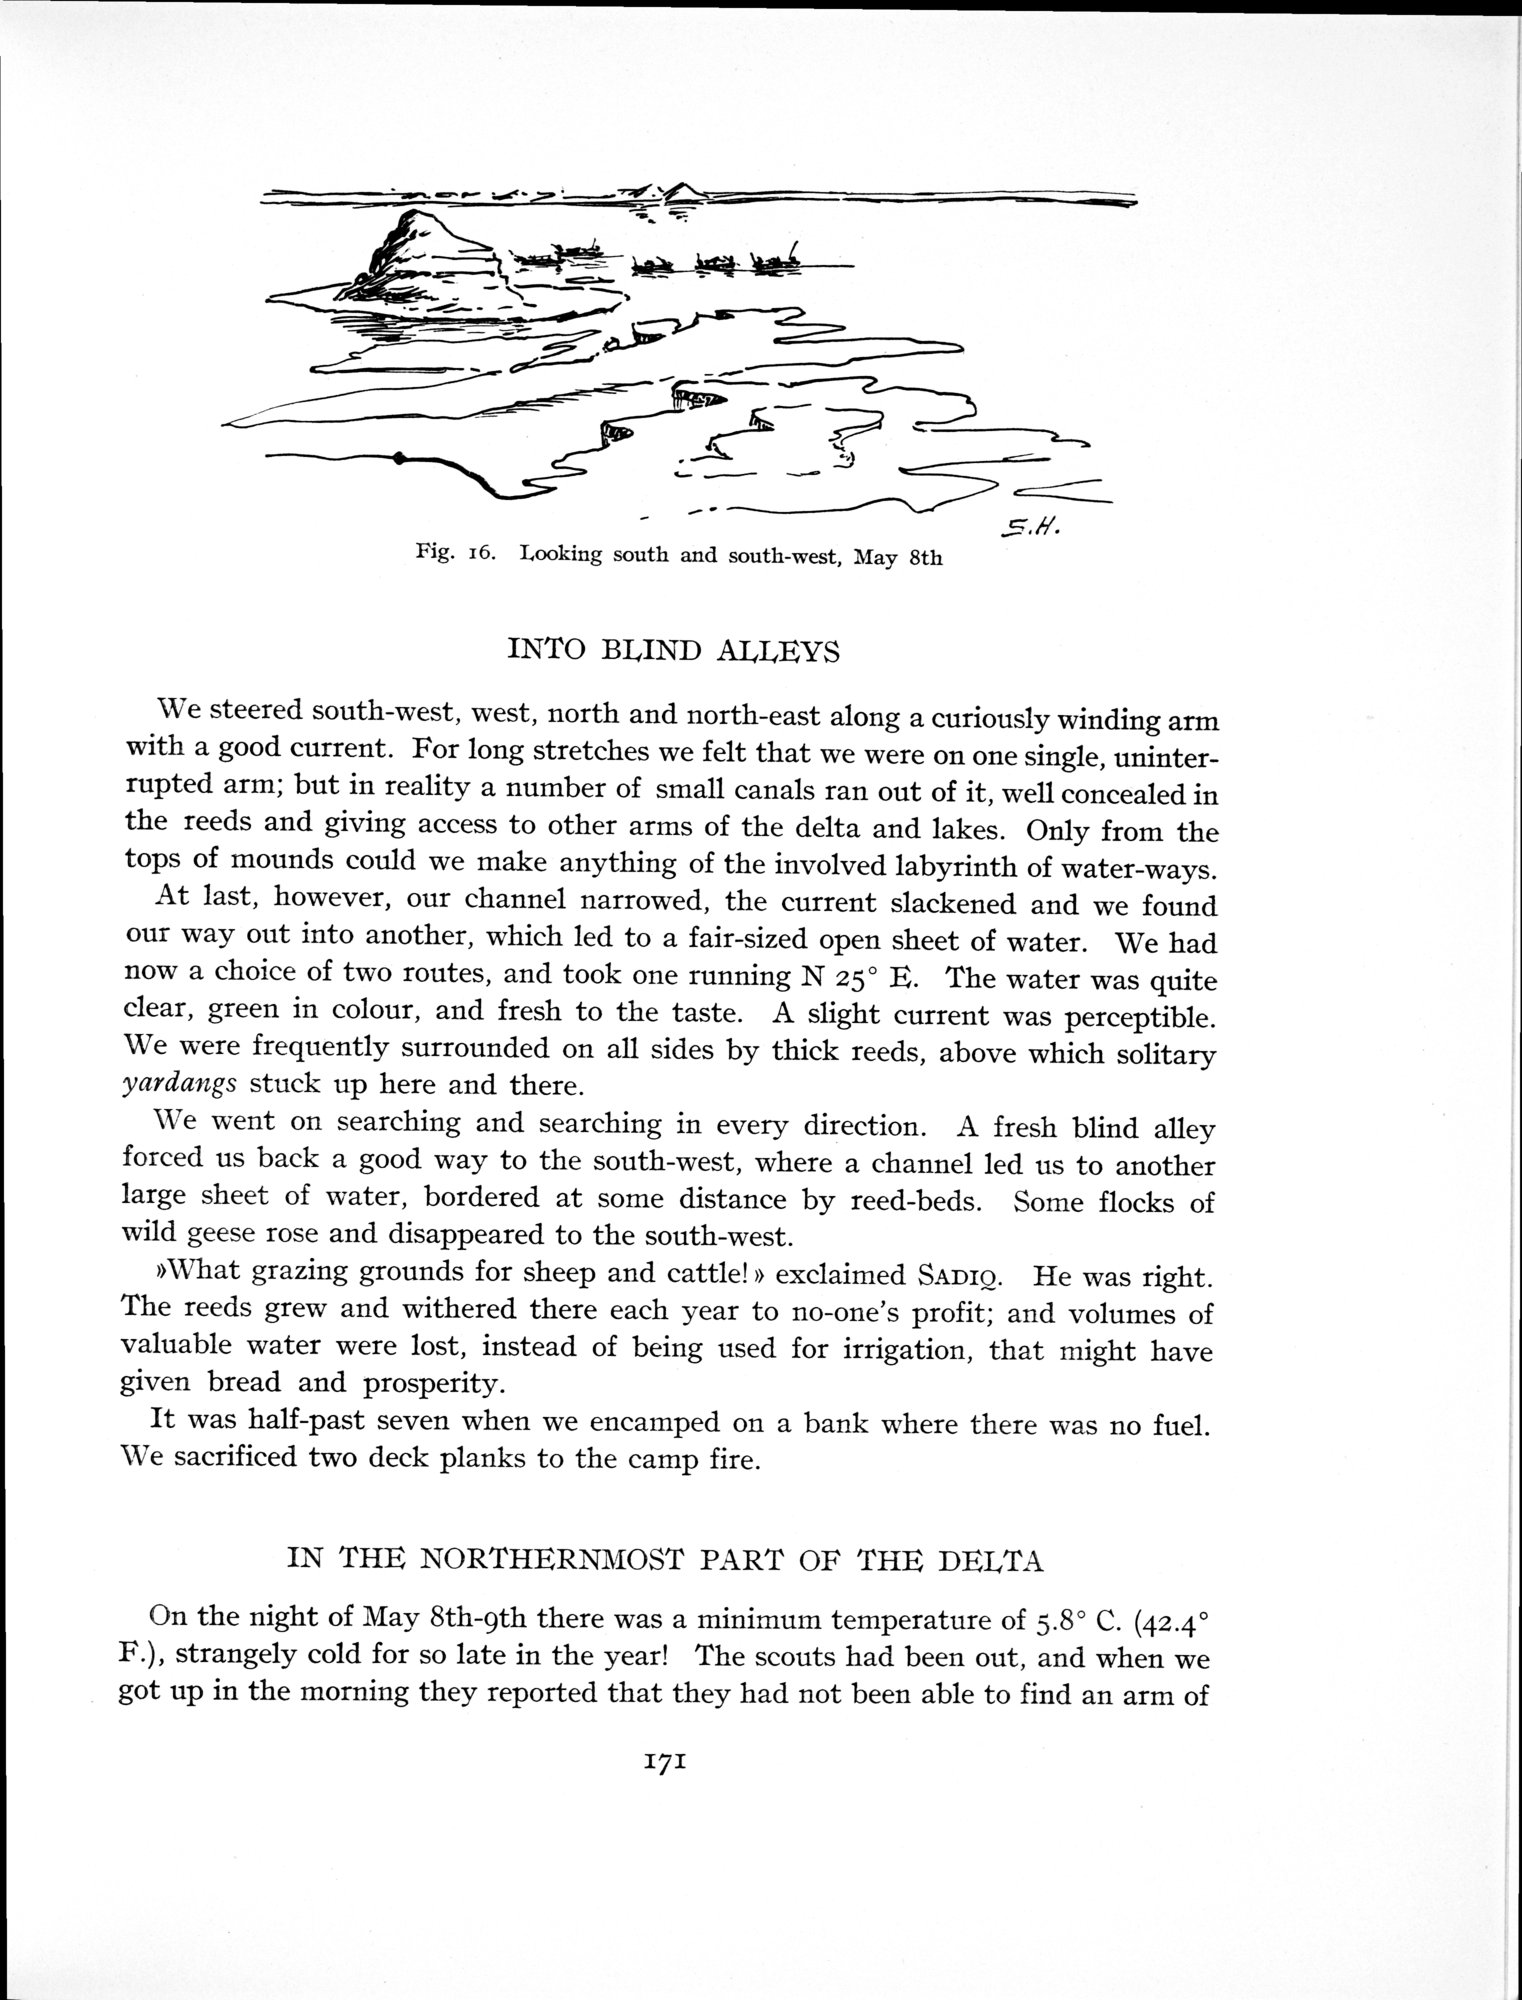 S.H.
Fig. 16. Looking south and south-west, May 8th
INTO BLIND ALLEYS
We steered south-west, west, north and north-east along a curiously winding arm
with a good current. For long stretches we felt that we were on one single, uninter-
rupted arm; but in reality a number of small canals ran out of it, well concealed in
the reeds and giving access to other arms of the delta and lakes. Only from the
tops of mounds could we make anything of the involved labyrinth of water-ways.
At last, however, our channel narrowed, the current slackened and we found
our way out into another, which led to a fair-sized open sheet of water. We had
now a choice of two routes, and took one running N 25° E. The water was quite
clear, green in colour, and fresh to the taste. A slight current was perceptible.
We were frequently surrounded on all sides by thick reeds, above which solitary
yardangs stuck up here and there.
We went on searching and searching in every direction. A fresh blind alley
forced us back a good way to the south-west, where a channel led us to another
large sheet of water, bordered at some distance by reed-beds. Some flocks of
wild geese rose and disappeared to the south-west.
»What grazing grounds for sheep and cattle!» exclaimed SADIQ. He was right.
The reeds grew and withered there each year to no-one's profit; and volumes of
valuable water were lost, instead of being used for irrigation, that might have
given bread and prosperity.
It was half-past seven when we encamped on a bank where there was no fuel.
We sacrificed two deck planks to the camp fire.
IN THE NORTHERNMOST PART OF THE DELTA
On the night of May 8th-9th there was a minimum temperature of 5.8° C. (42.4°
F.), strangely cold for so late in the year! The scouts had been out, and when we
got up in the morning they reported that they had not been able to find an arm of
171